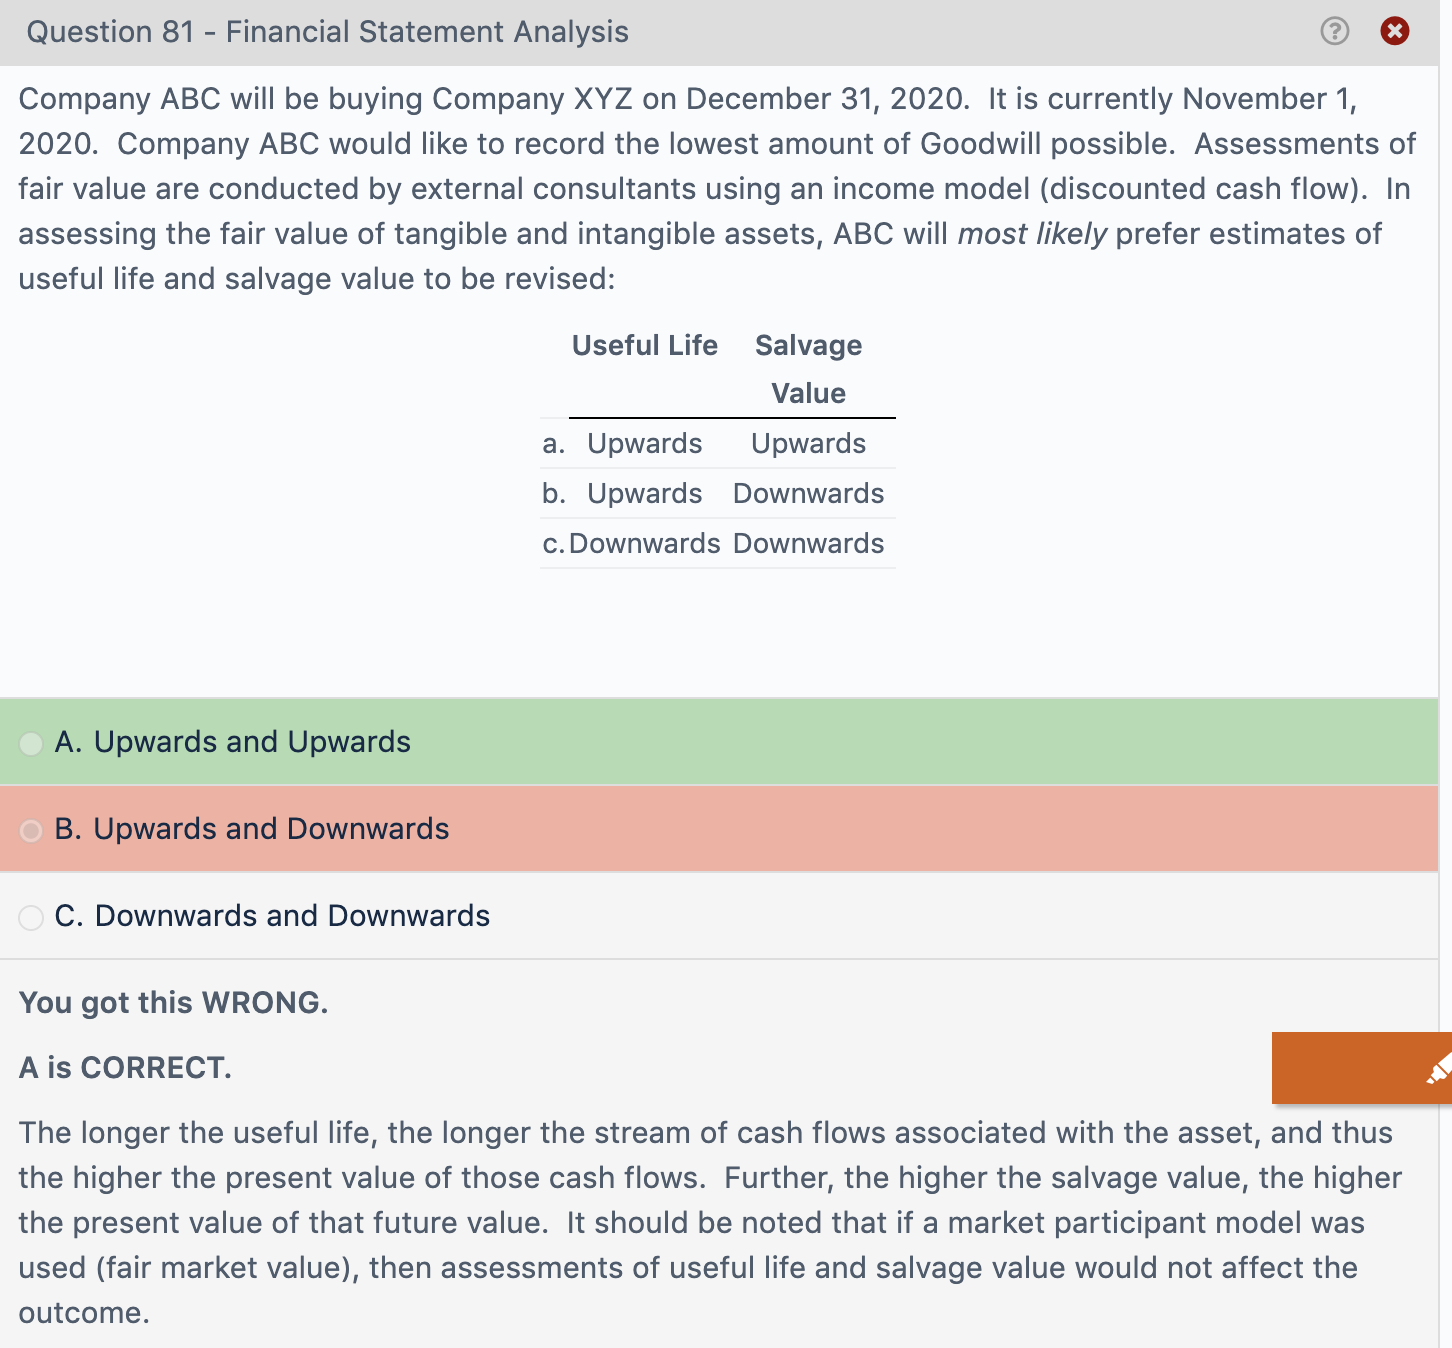 Question 81 - Financial Statement Analysis
Company ABC will be buying Company XYZ on December 31, 2020.  It is currently November 1,
2020.  Company ABC would like to record the lowest amount of Goodwill possible.  Assessments of
fair value are conducted by external consultants using an income model (discounted cash flow).  In
assessing the fair value of tangible and intangible assets, ABC will most likely prefer estimates of
useful life and salvage value to be revised:
Useful Life Salvage
Value
a. Upwards Upwards
b. Upwards Downwards
c. Downwards Downwards
A. Upwards and Upwards
B. Upwards and Downwards
C. Downwards and Downwards
You got this WRONG.
A is CORRECT.
The longer the useful life, the longer the stream of cash flows associated with the asset, and thus
the higher the present value of those cash flows.  Further, the higher the salvage value, the higher
the present value of that future value.  It should be noted that if a market participant model was
used (fair market value), then assessments of useful life and salvage value would not affect the
outcome.